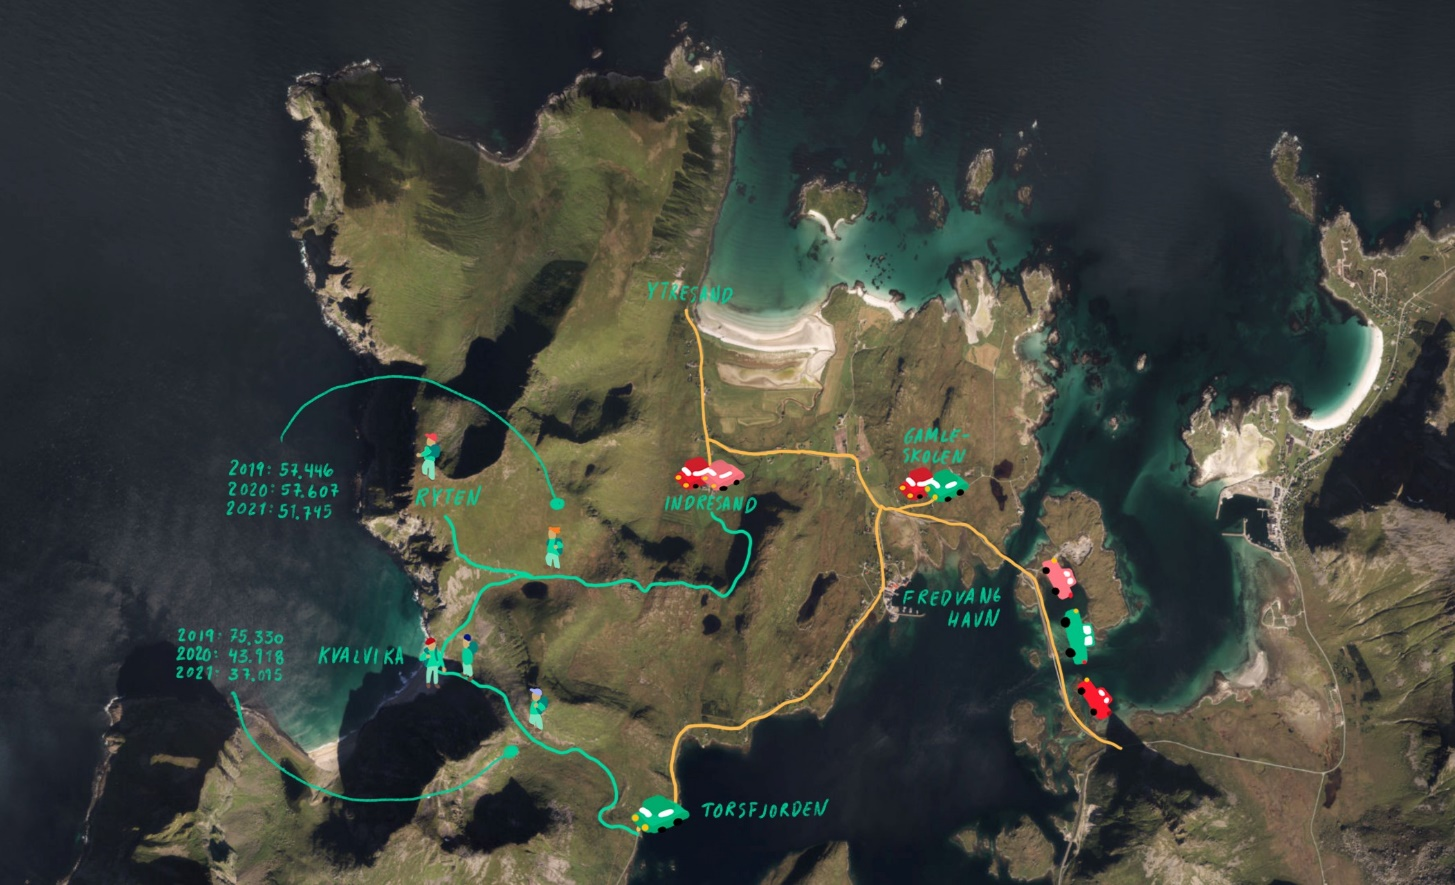 YTRESAND
GAMLE-
SKOLEN
2019: 57.446
2020: 57.607
2021: 51.745
RYTEN
INDRESAND
FREDVANG
HAVN
2019: 75.330
2020: 43.918
2021: 37.095
KVALVIKA
TORSFJORDEN